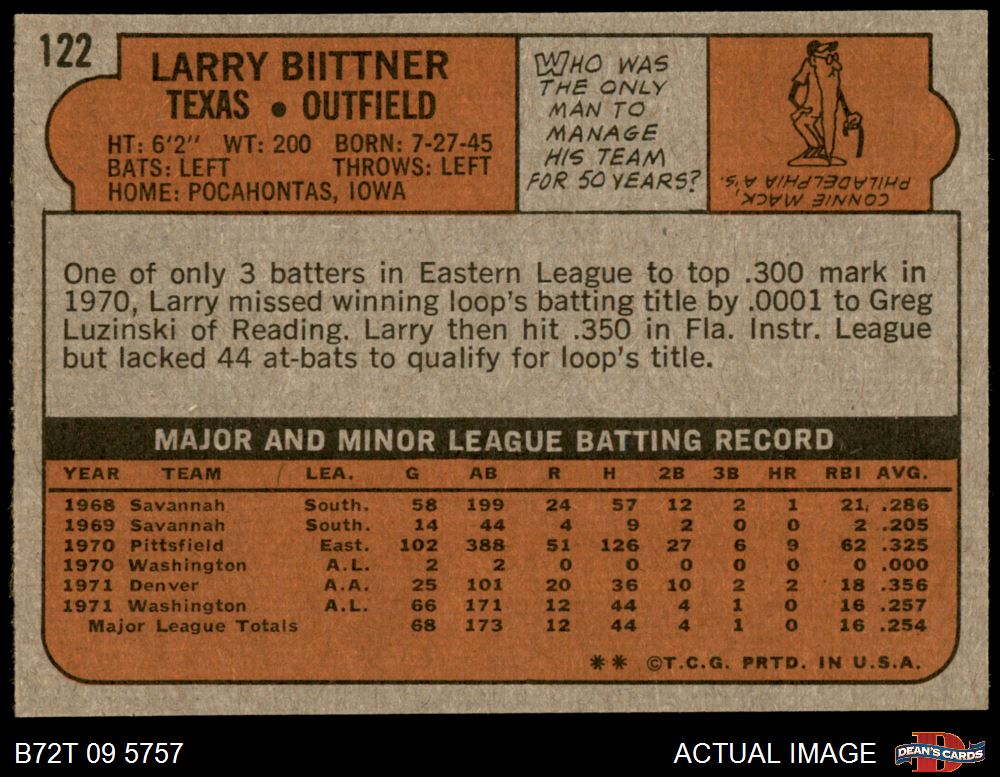 122
LARRY BIITTNER
TEXAS • OUTFIELD
HT: 6'2" WT: 200 BORN: 7-27-45
BATS: LEFT THROWS: LEFT
HOME: POCAHONTAS, IOWA
WHO WAS
THE ONLY
MAN TO
MANAGE
HIS TEAM
FOR 50 YEARS?
CONNIE MACK,
PHILADELPHIA A'S.
One of only 3 batters in Eastern League to top .300 mark in
1970, Larry missed winning loop's batting title by .0001 to Greg
Luzinski of Reading. Larry then hit .350 in Fla. Instr. League
but lacked 44 at-bats to qualify for loop's title.
MAJOR AND MINOR LEAGUE BATTING RECORD
YEAR TEAM LEA. G AB R H 2B 3B HR RBI AVG.
1968 Savannah South. 58 199 24 57 12 2 1 21 .286
1969 Savannah South. 14 44 4 9 2 0 0 2 .205
1970 Pittsfield East. 102 388 51 126 27 6 9 62 .325
1970 Washington A.L. 2 2 0 0 0 0 0 0 .000
1971 Denver A.A. 25 101 20 36 10 2 2 18 .356
1971 Washington A.L. 66 171 12 44 4 1 0 16 .257
Major League Totals 68 173 12 44 4 1 0 16 .254
** ©T.C.G. PRTD. IN U.S.A.
B72T 09 5757
ACTUAL IMAGE
DEAN'S CARDS